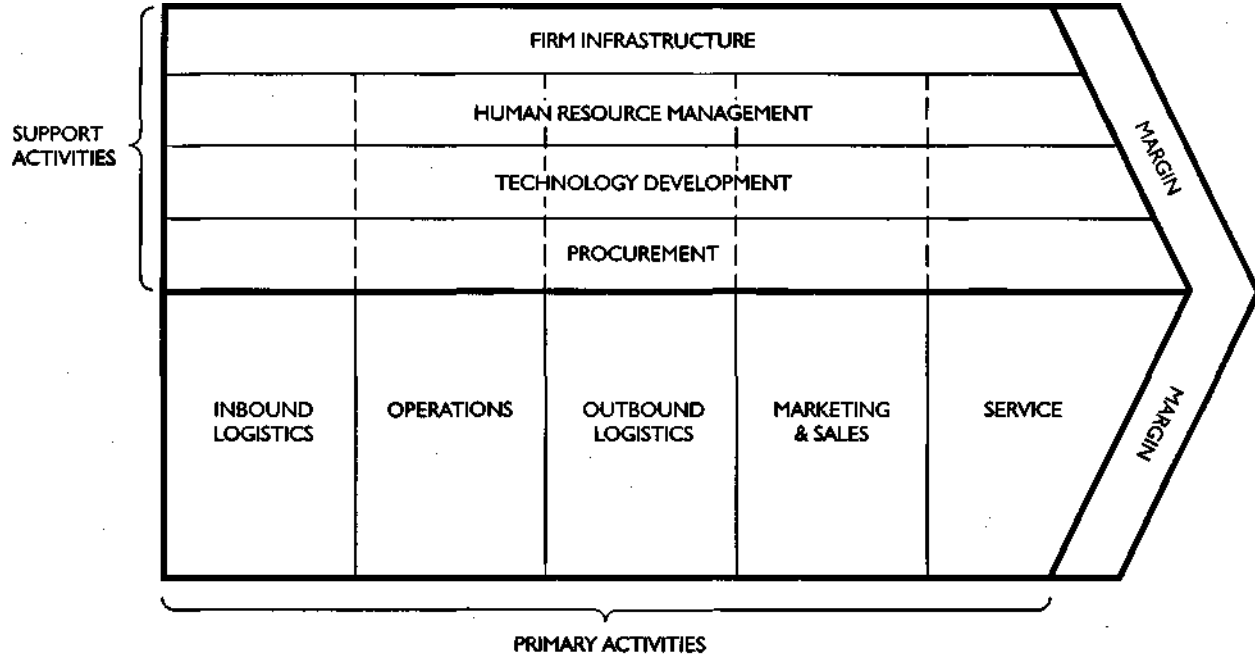 FIRM INFRASTRUCTURE
HUMAN RESOURCE MANAGEMENT
SUPPORT
ACTIVITIES
TECHNOLOGY DEVELOPMENT
PROCUREMENT
MARGIN
INBOUND
LOGISTICS
OPERATIONS
OUTBOUND
LOGISTICS
MARKETING
& SALES
SERVICE
MARGIN
PRIMARY ACTIVITIES